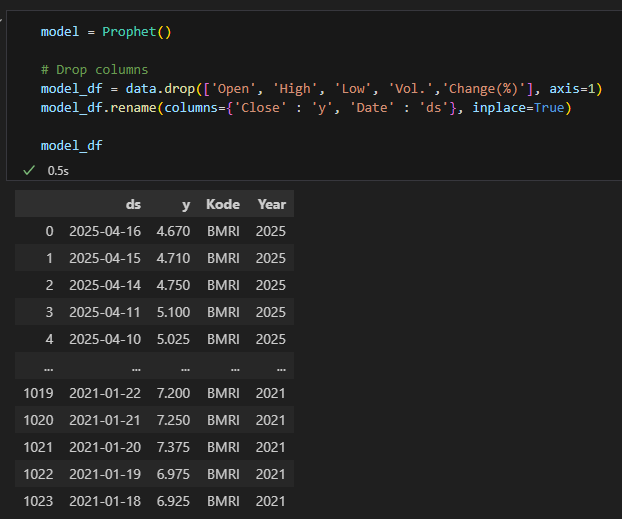 model = Prophet()
# Drop columns
model_df = data.drop(['Open', 'High', 'Low', 'Vol.','Change(%)'], axis=1)
model_df.rename(columns={'Close' : 'y', 'Date' : 'ds'}, inplace=True)
model_df
0.5s
ds y Kode Year
0 2025-04-16 4.670 BMRI 2025
1 2025-04-15 4.710 BMRI 2025
2 2025-04-14 4.750 BMRI 2025
3 2025-04-11 5.100 BMRI 2025
4 2025-04-10 5.025 BMRI 2025
... ... ... ... ...
1019 2021-01-22 7.200 BMRI 2021
1020 2021-01-21 7.250 BMRI 2021
1021 2021-01-20 7.375 BMRI 2021
1022 2021-01-19 6.975 BMRI 2021
1023 2021-01-18 6.925 BMRI 2021